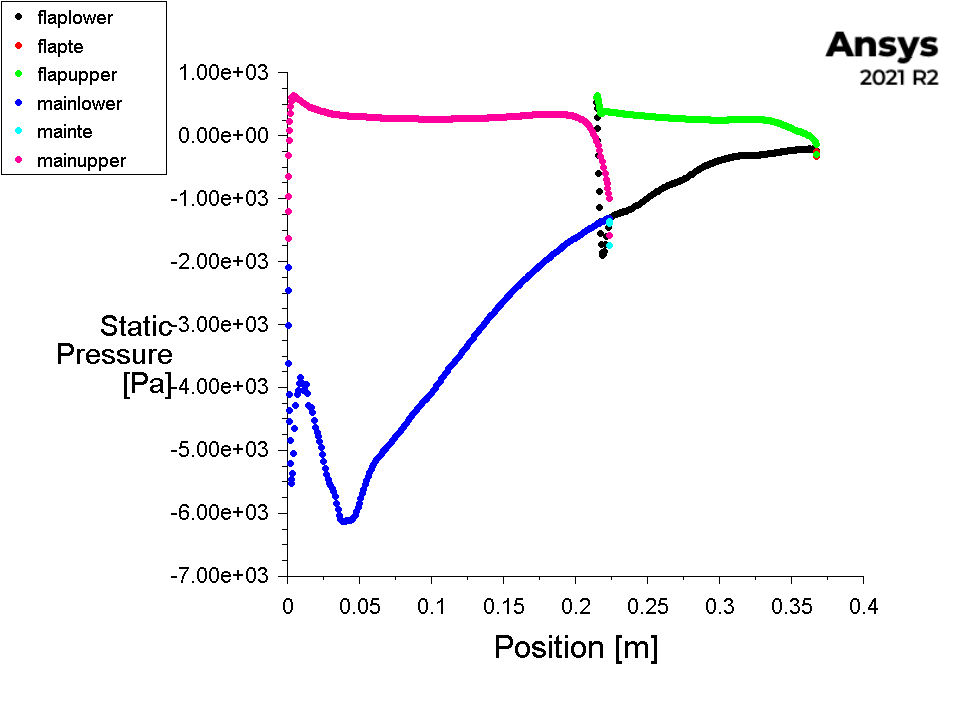 flaplower
flapte
flapupper
mainlower
mainte
mainupper
Ansys
2021 R2
1.00e+03
0.00e+00
-1.00e+03
-2.00e+03
-3.00e+03
-4.00e+03
-5.00e+03
-6.00e+03
-7.00e+03
Static
Pressure
[Pa]
0 0.05 0.1 0.15 0.2 0.25 0.3 0.35 0.4
Position [m]